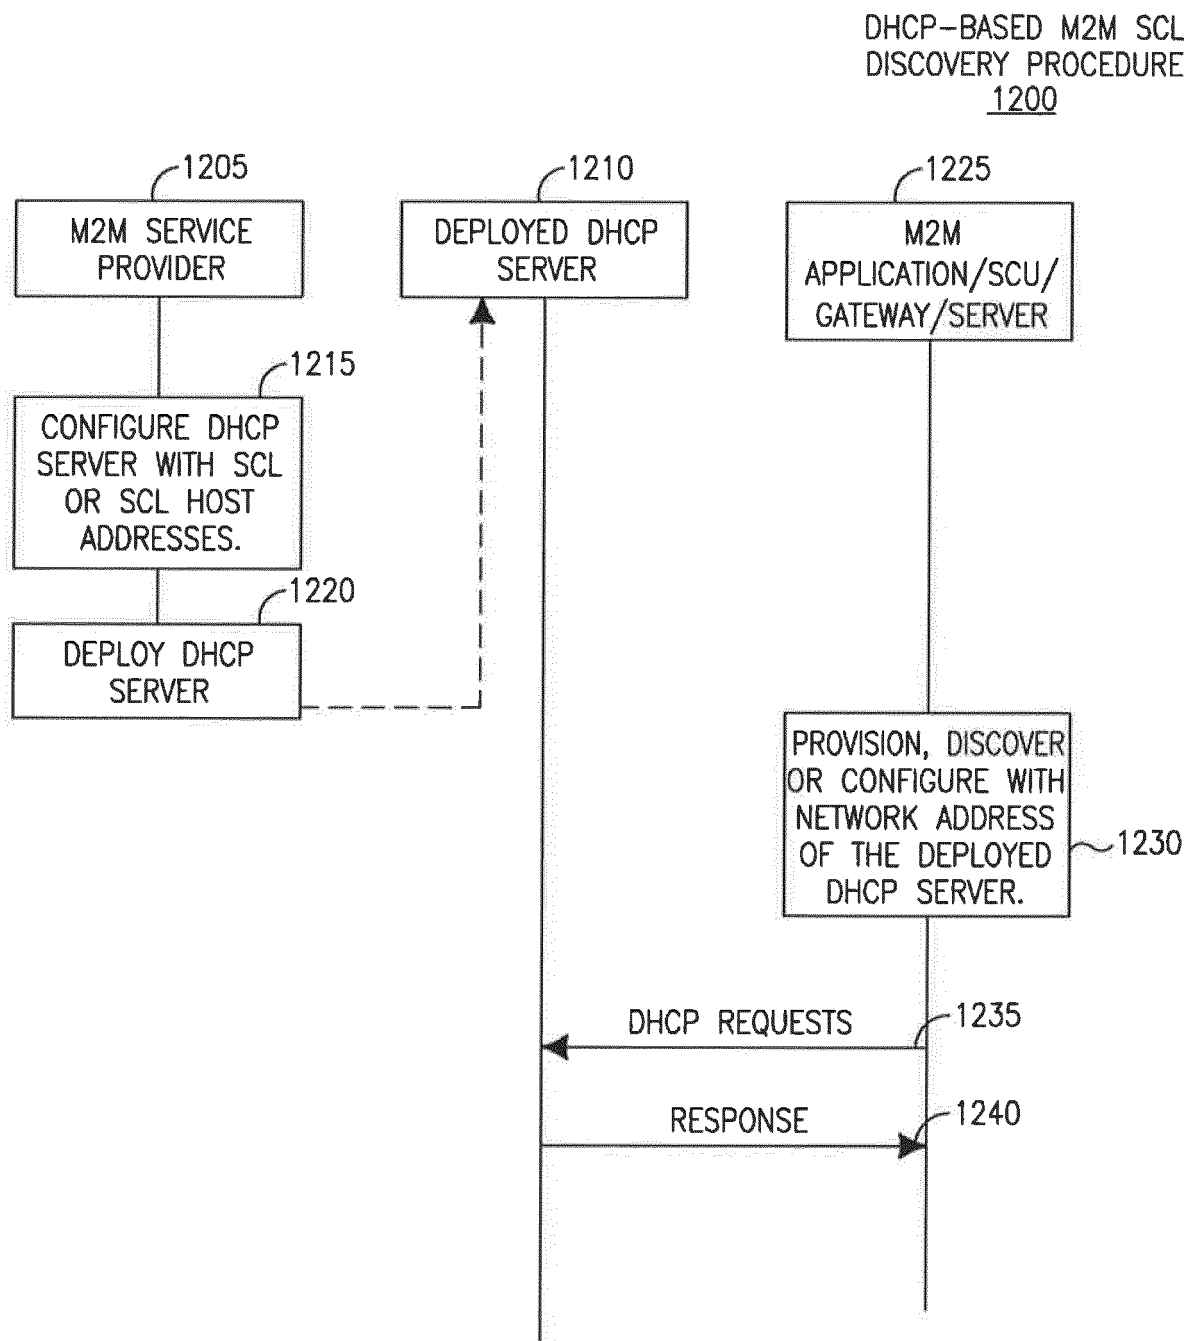 DHCP-BASED M2M SCL
DISCOVERY PROCEDURE
1200
1205
1210
1225
M2M SERVICE
PROVIDER
DEPLOYED DHCP
SERVER
M2M
APPLICATION/SCU/
GATEWAY/SERVER
1215
CONFIGURE DHCP
SERVER WITH SCL
OR SCL HOST
ADDRESSES.
1220
DEPLOY DHCP
SERVER
PROVISION, DISCOVER
OR CONFIGURE WITH
NETWORK ADDRESS
OF THE DEPLOYED
DHCP SERVER.
1230
DHCP REQUESTS
1235
RESPONSE
1240